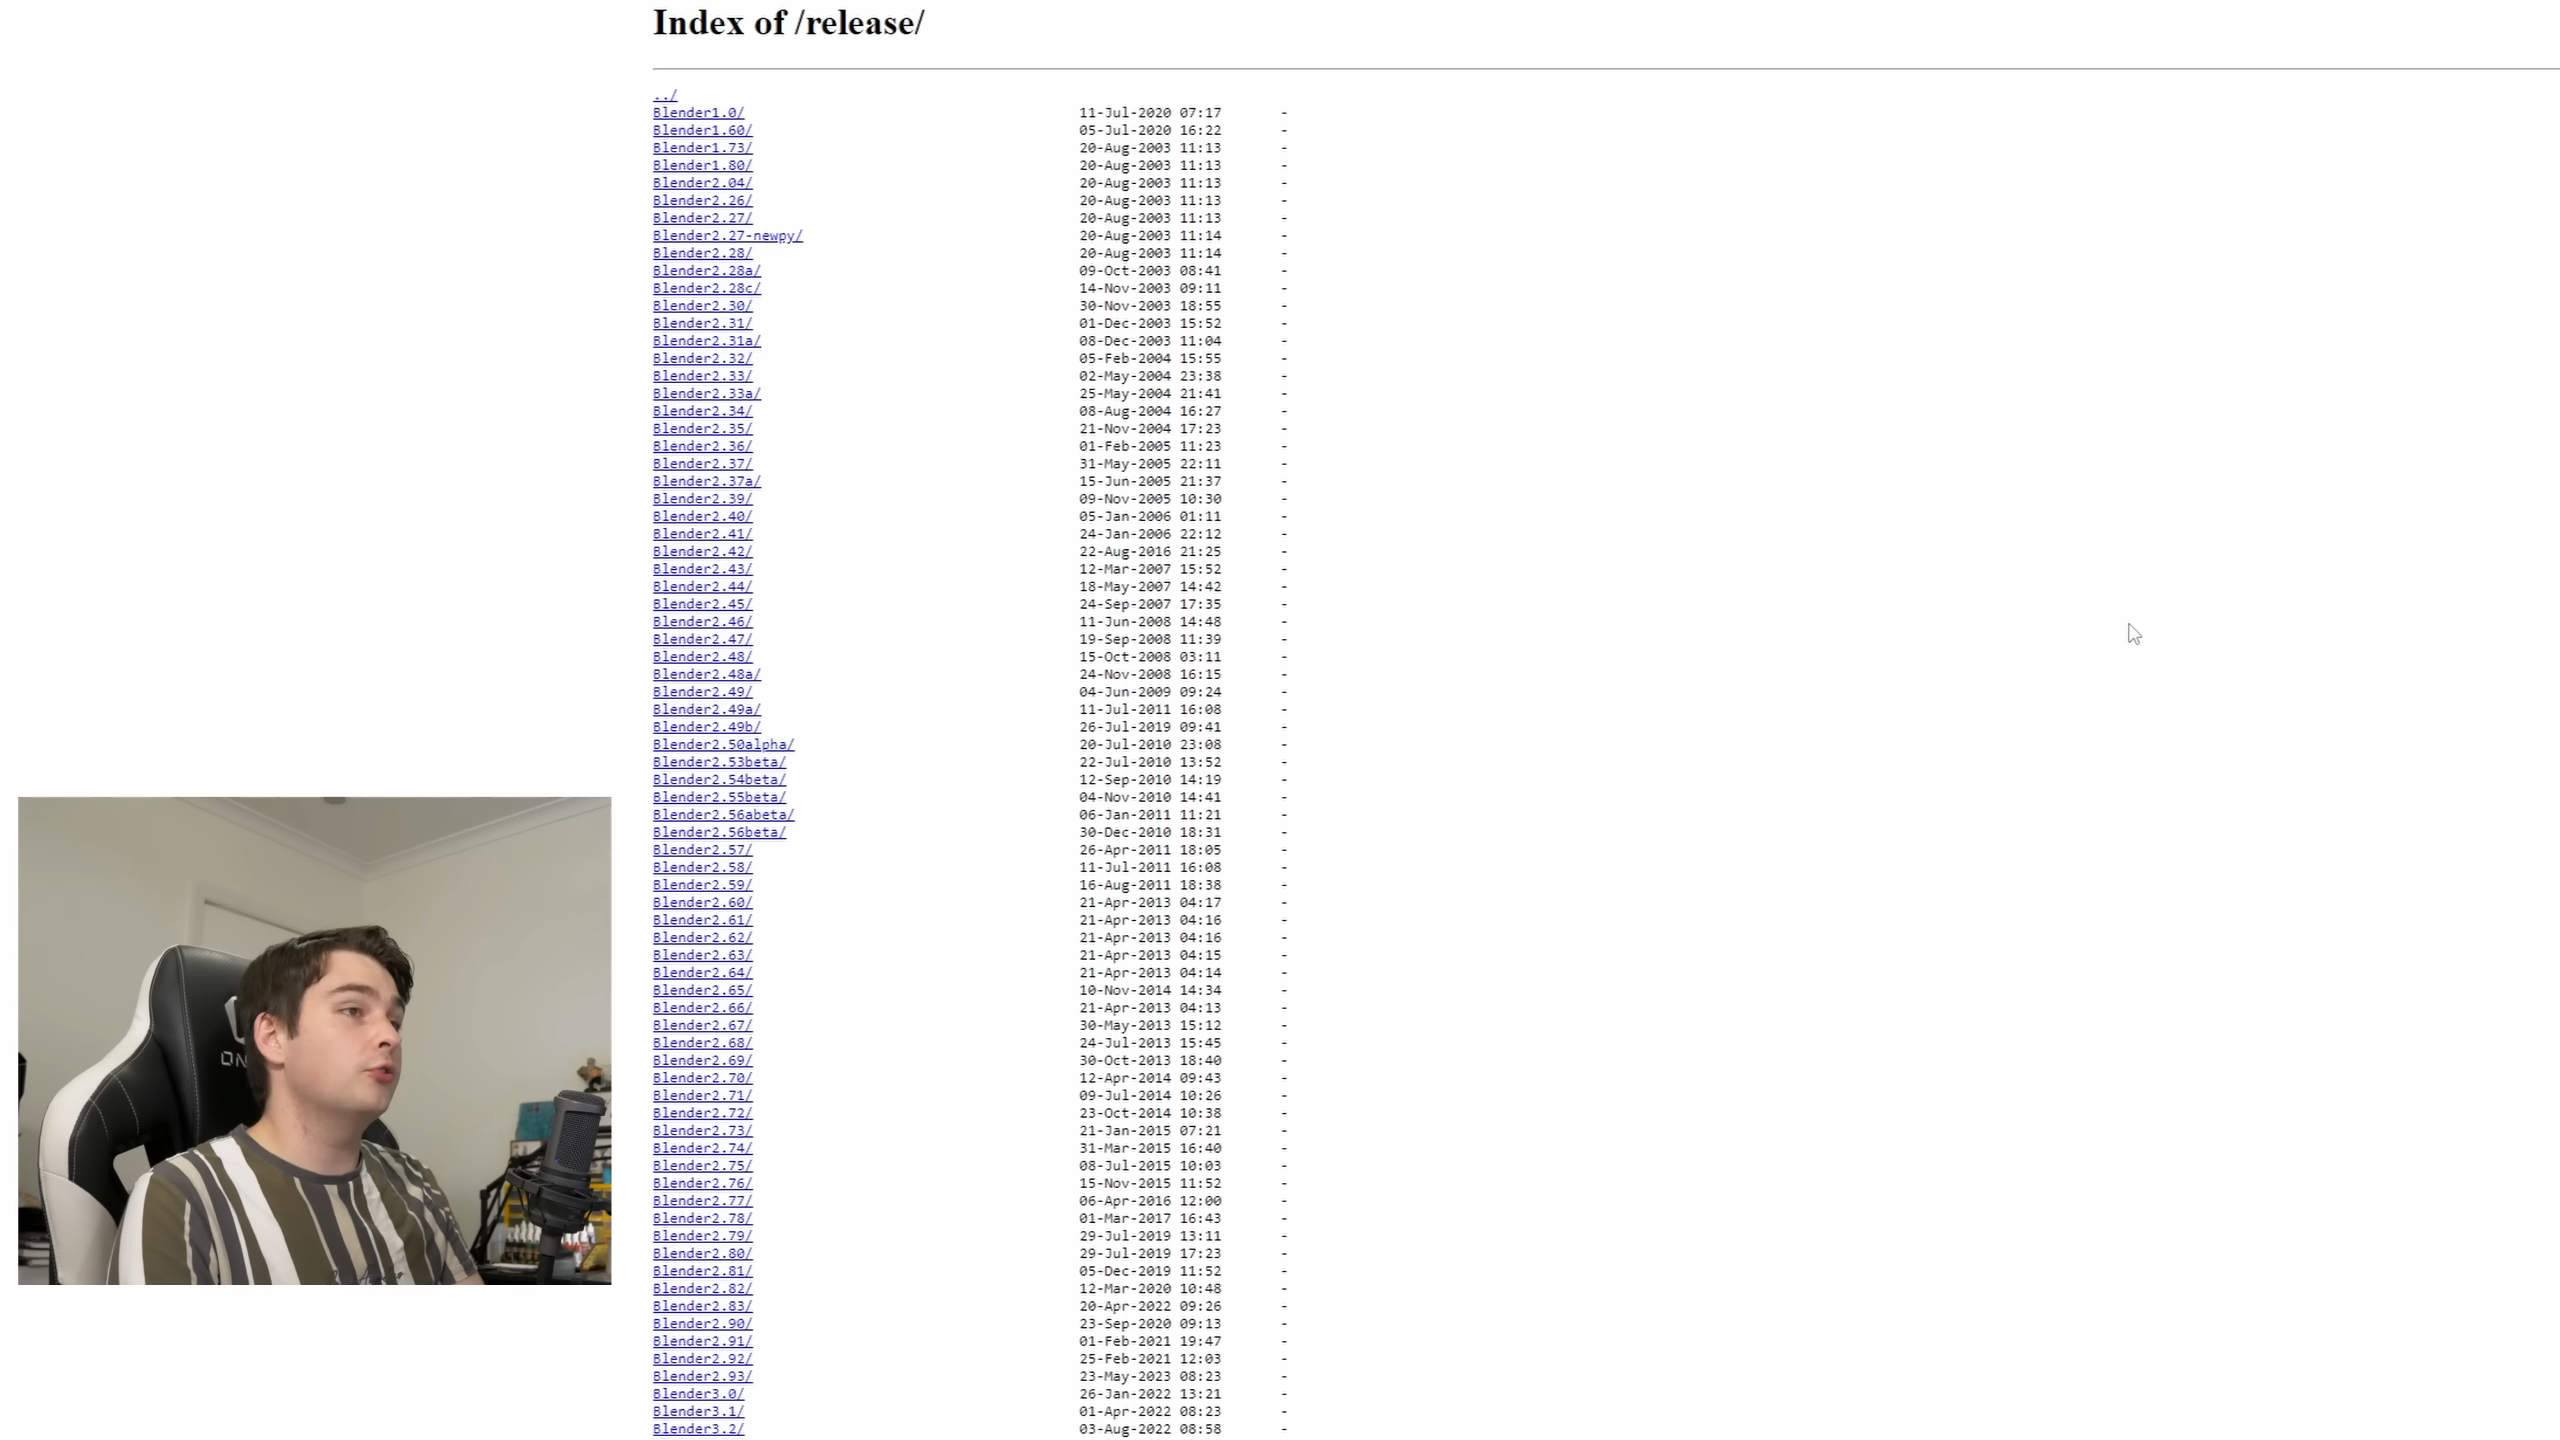 Index of /release/
../
Blender1.0/ 11-Jul-2020 07:17 -
Blender1.60/ 05-Jul-2020 16:22 -
Blender1.73/ 20-Aug-2003 11:13 -
Blender1.80/ 20-Aug-2003 11:13 -
Blender2.04/ 20-Aug-2003 11:13 -
Blender2.26/ 20-Aug-2003 11:13 -
Blender2.27/ 20-Aug-2003 11:13 -
Blender2.27-newpy/ 20-Aug-2003 11:14 -
Blender2.28/ 20-Aug-2003 11:14 -
Blender2.28a/ 09-Oct-2003 08:41 -
Blender2.28c/ 14-Nov-2003 09:11 -
Blender2.30/ 30-Nov-2003 18:55 -
Blender2.31/ 01-Dec-2003 15:52 -
Blender2.31a/ 08-Dec-2003 11:04 -
Blender2.32/ 05-Feb-2004 15:55 -
Blender2.33/ 02-May-2004 23:38 -
Blender2.33a/ 25-May-2004 21:41 -
Blender2.34/ 08-Aug-2004 16:27 -
Blender2.35/ 21-Nov-2004 17:23 -
Blender2.36/ 01-Feb-2005 11:23 -
Blender2.37/ 31-May-2005 22:11 -
Blender2.37a/ 15-Jun-2005 21:37 -
Blender2.39/ 09-Nov-2005 10:30 -
Blender2.40/ 05-Jan-2006 01:11 -
Blender2.41/ 24-Jan-2006 22:12 -
Blender2.42/ 22-Aug-2016 21:25 -
Blender2.43/ 12-Mar-2007 15:52 -
Blender2.44/ 18-May-2007 14:42 -
Blender2.45/ 24-Sep-2007 17:35 -
Blender2.46/ 11-Jun-2008 14:48 -
Blender2.47/ 19-Sep-2008 11:39 -
Blender2.48/ 15-Oct-2008 03:11 -
Blender2.48a/ 24-Nov-2008 16:15 -
Blender2.49/ 04-Jun-2009 09:24 -
Blender2.49a/ 11-Jul-2011 16:08 -
Blender2.49b/ 26-Jul-2019 09:41 -
Blender2.50alpha/ 20-Jul-2010 23:08 -
Blender2.53beta/ 22-Jul-2010 13:52 -
Blender2.54beta/ 12-Sep-2010 14:19 -
Blender2.55beta/ 04-Nov-2010 14:41 -
Blender2.56abeta/ 06-Jan-2011 11:21 -
Blender2.56beta/ 30-Dec-2010 18:31 -
Blender2.57/ 26-Apr-2011 18:05 -
Blender2.58/ 11-Jul-2011 16:08 -
Blender2.59/ 16-Aug-2011 18:38 -
Blender2.60/ 21-Apr-2013 04:17 -
Blender2.61/ 21-Apr-2013 04:16 -
Blender2.62/ 21-Apr-2013 04:16 -
Blender2.63/ 21-Apr-2013 04:15 -
Blender2.64/ 21-Apr-2013 04:14 -
Blender2.65/ 10-Nov-2014 14:34 -
Blender2.66/ 21-Apr-2013 04:13 -
Blender2.67/ 30-May-2013 15:12 -
Blender2.68/ 24-Jul-2013 15:45 -
Blender2.69/ 30-Oct-2013 18:40 -
Blender2.70/ 12-Apr-2014 09:43 -
Blender2.71/ 09-Jul-2014 10:26 -
Blender2.72/ 23-Oct-2014 10:38 -
Blender2.73/ 21-Jan-2015 07:21 -
Blender2.74/ 31-Mar-2015 16:40 -
Blender2.75/ 08-Jul-2015 10:03 -
Blender2.76/ 15-Nov-2015 11:52 -
Blender2.77/ 06-Apr-2016 12:00 -
Blender2.78/ 01-Mar-2017 16:43 -
Blender2.79/ 29-Jul-2019 13:11 -
Blender2.80/ 29-Jul-2019 17:23 -
Blender2.81/ 05-Dec-2019 11:52 -
Blender2.82/ 12-Mar-2020 10:48 -
Blender2.83/ 20-Apr-2022 09:26 -
Blender2.90/ 23-Sep-2020 09:13 -
Blender2.91/ 01-Feb-2021 19:47 -
Blender2.92/ 25-Feb-2021 12:03 -
Blender2.93/ 23-May-2023 08:23 -
Blender3.0/ 26-Jan-2022 13:21 -
Blender3.1/ 01-Apr-2022 08:23 -
Blender3.2/ 03-Aug-2022 08:58 -